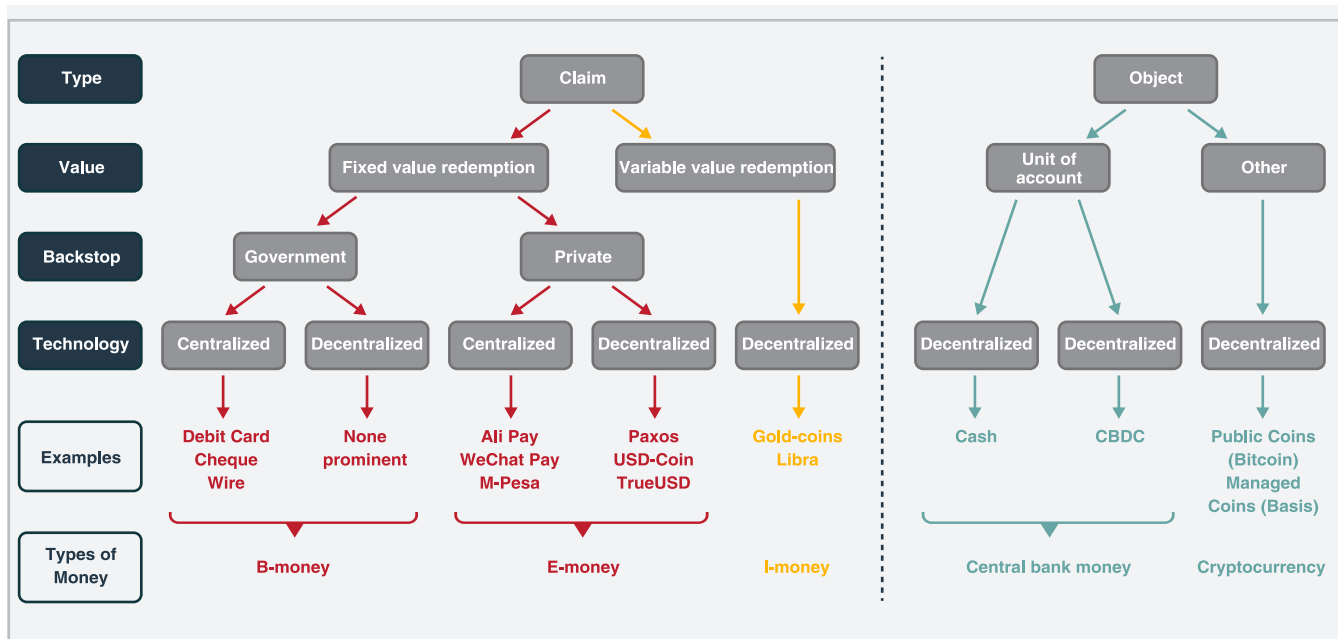 Type
Claim
Object
Value
Fixed value redemption
Variable value redemption
Unit of
account
Other
Backstop
Government
Private
Technology
Centralized
Decentralized
Centralized
Decentralized
Decentralized
Decentralized
Decentralized
Decentralized
Examples
Debit Card
Cheque
Wire
None
prominent
Ali Pay
WeChat Pay
M-Pesa
Paxos
USD-Coin
TrueUSD
Gold-coins
Libra
Cash
CBDC
Public Coins
(Bitcoin)
Managed
Coins (Basis)
Types of
Money
B-money
E-money
I-money
Central bank money
Cryptocurrency